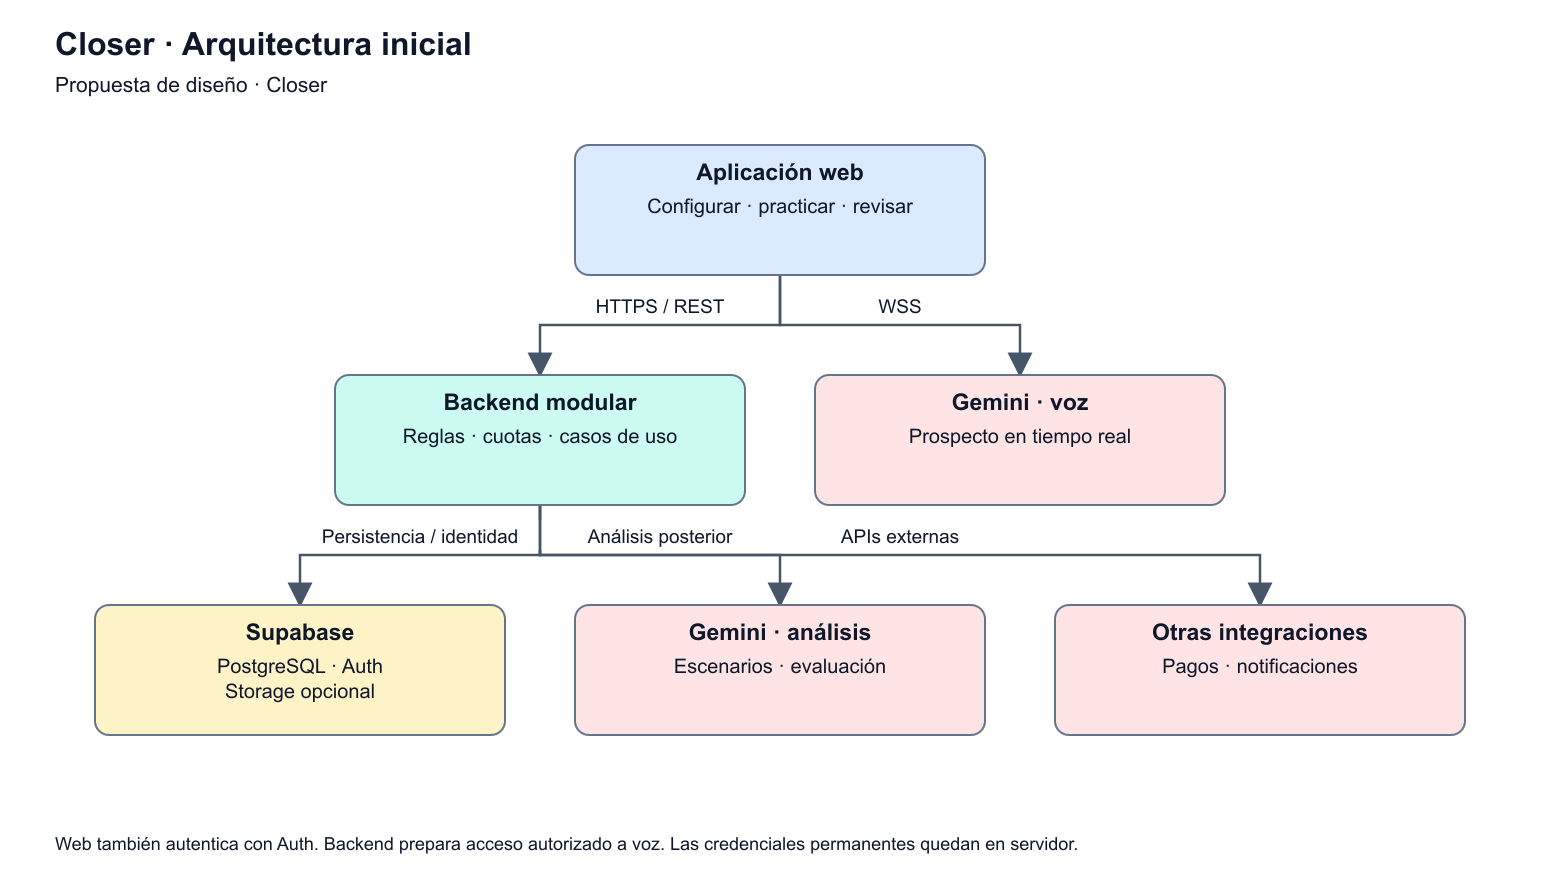 Closer · Arquitectura inicial
Propuesta de diseño · Closer
Aplicación web
Configurar · practicar · revisar
HTTPS / REST
WSS
Backend modular
Reglas · cuotas · casos de uso
Gemini · voz
Prospecto en tiempo real
Persistencia / identidad
Análisis posterior
APIs externas
Supabase
PostgreSQL · Auth
Storage opcional
Gemini · análisis
Escenarios · evaluación
Otras integraciones
Pagos · notificaciones
Web también autentica con Auth. Backend prepara acceso autorizado a voz. Las credenciales permanentes quedan en servidor.